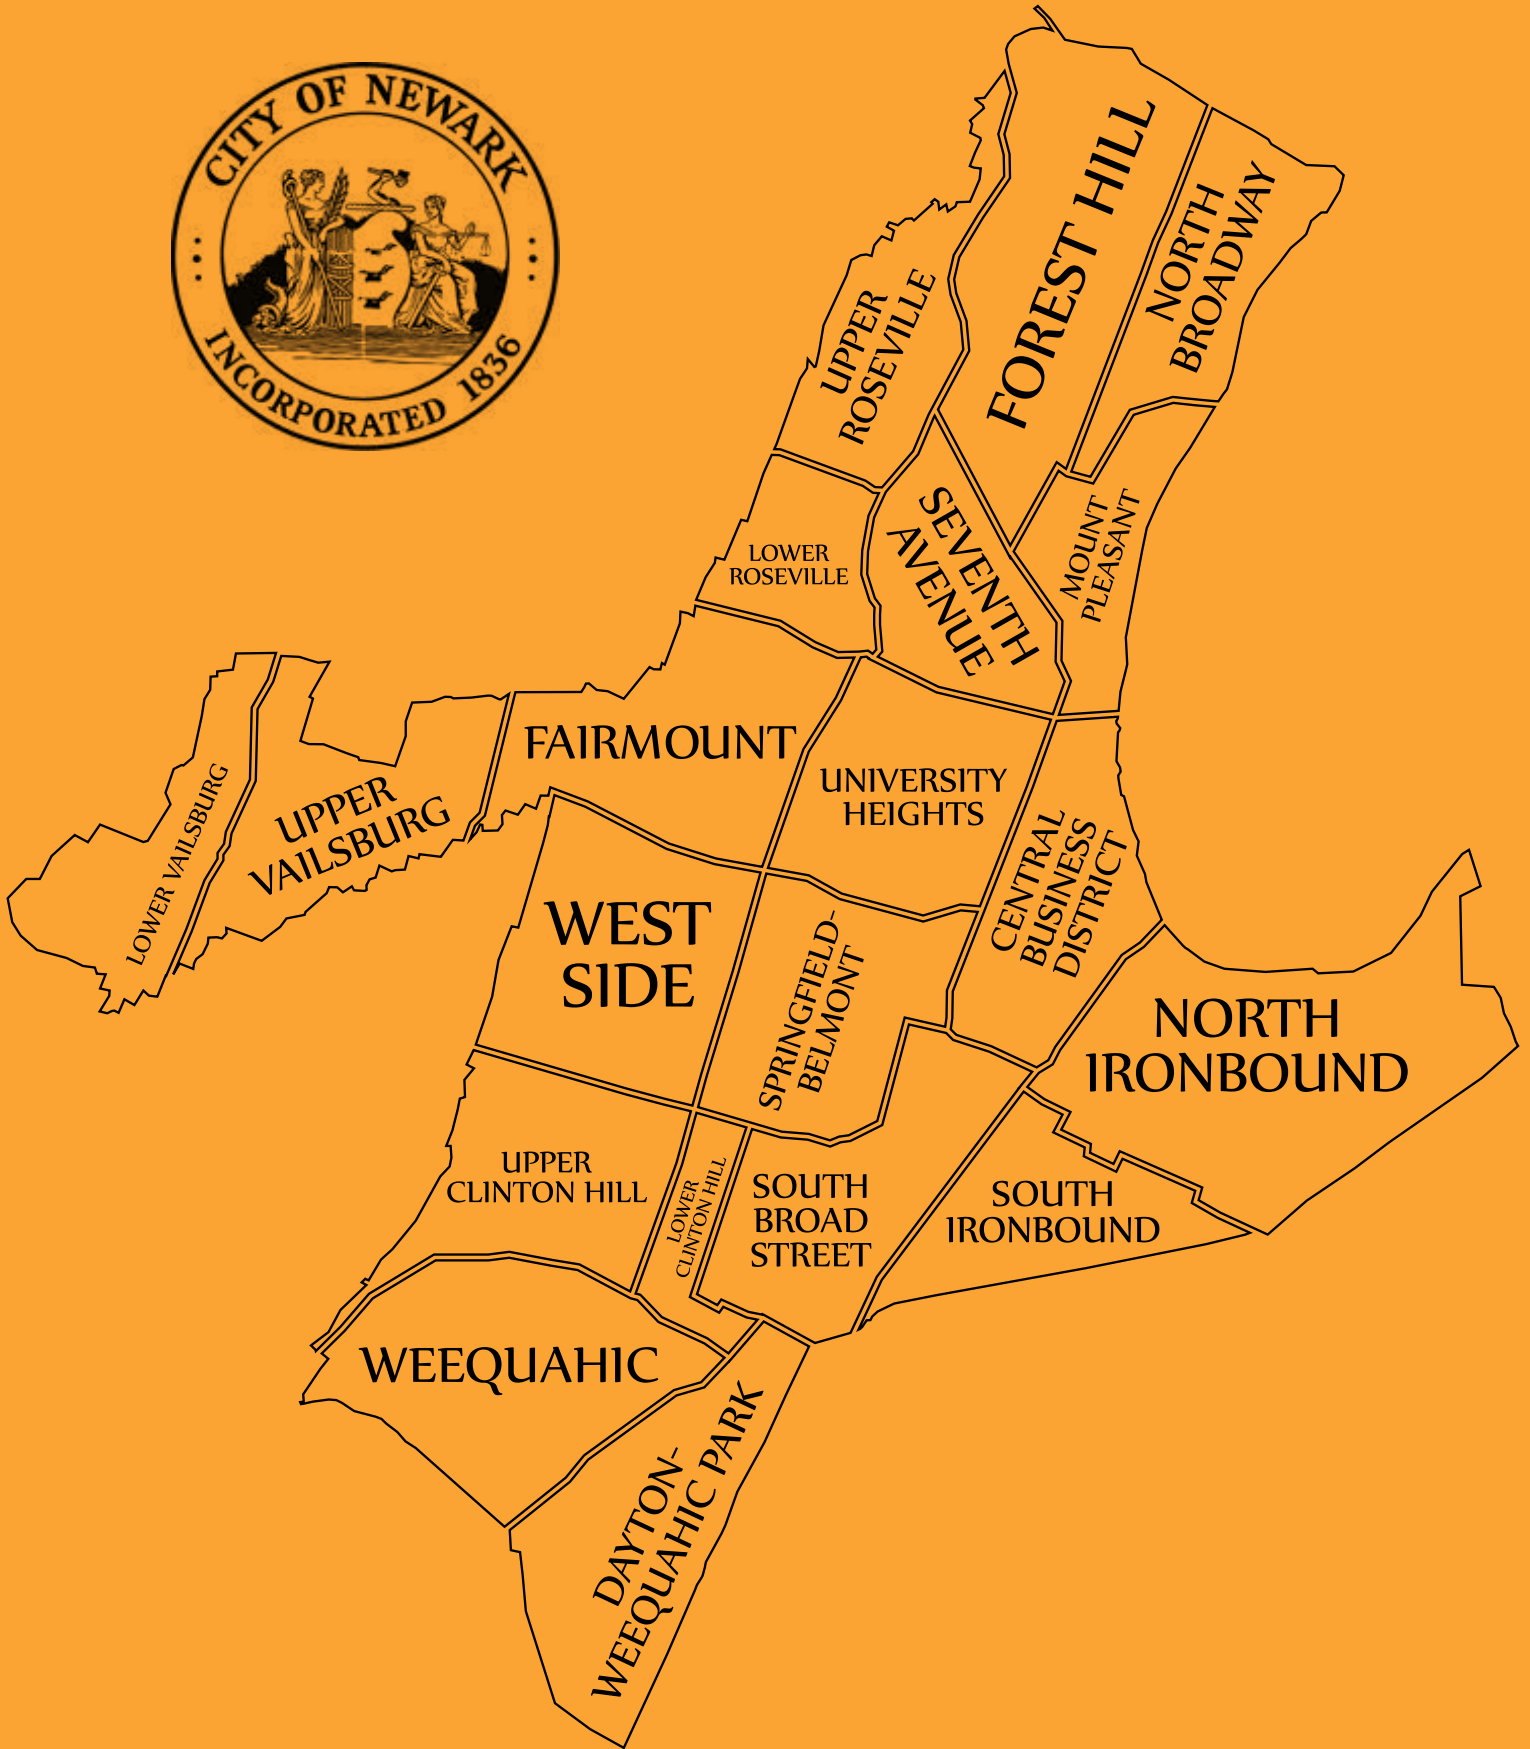 CITY OF NEWARK
INCORPORATED 1836
FOREST HILL
NORTH
BROADWAY
UPPER
ROSEVILLE
LOWER
ROSEVILLE
SEVENTH
AVENUE
MOUNT
PLEASANT
FAIRMOUNT
UNIVERSITY
HEIGHTS
LOWER VAILSBURG
UPPER
VAILSBURG
WEST
SIDE
SPRINGFIELD-
BELMONT
CENTRAL
BUSINESS
DISTRICT
NORTH
IRONBOUND
UPPER
CLINTON HILL
LOWER
CLINTON HILL
SOUTH
BROAD
STREET
SOUTH
IRONBOUND
WEEQUAHIC
DAYTON-
WEEQUAHIC PARK